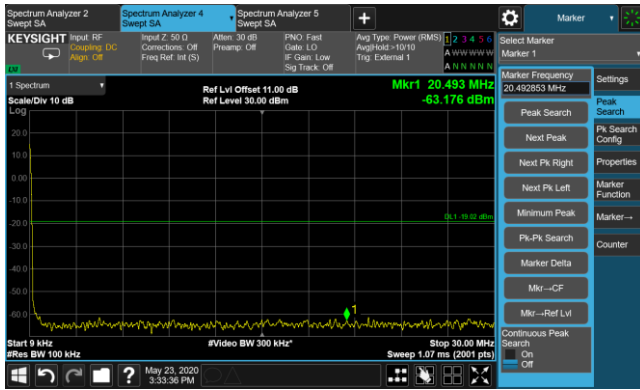 Spectrum Analyzer 2
Swept SA
Spectrum Analyzer 4
Swept SA
Spectrum Analyzer 5
Swept SA
Marker
KEYSIGHT
Input: RF
Coupling: DC
Align: Off
Input Z: 50 Ω
Corrections: Off
Freq Ref: Int (S)
Atten: 30 dB
Preamp: Off
PNO: Fast
Gate: LO
IF Gain: Low
Sig Track: Off
Avg Type: Power (RMS)
Avg|Hold >10/10
Trig: External 1
1 2 3 4 5 6
A W W W W W
A N N N N N
Select Marker
Marker 1
1 Spectrum
Scale/Div 10 dB
Log
Ref Lvl Offset 11.00 dB
Ref Level 30.00 dBm
Mkr1 20.493 MHz
-63.176 dBm
20.0
10.0
0.00
-10.0
-20.0
-30.0
-40.0
-50.0
-60.0
DL1 -19.02 dBm
1
Start 9 kHz
#Res BW 100 kHz
#Video BW 300 kHz*
Stop 30.00 MHz
Sweep 1.07 ms (2001 pts)
Marker Frequency
20.492853 MHz
Peak Search
Next Peak
Next Pk Right
Next Pk Left
Minimum Peak
Pk-Pk Search
Marker Delta
Mkr→CF
Mkr→Ref Lvl
Continuous Peak
Search
On
Off
Settings
Peak
Search
Pk Search
Config
Properties
Marker
Function
Marker→
Counter
?
May 23, 2020
3:33:36 PM